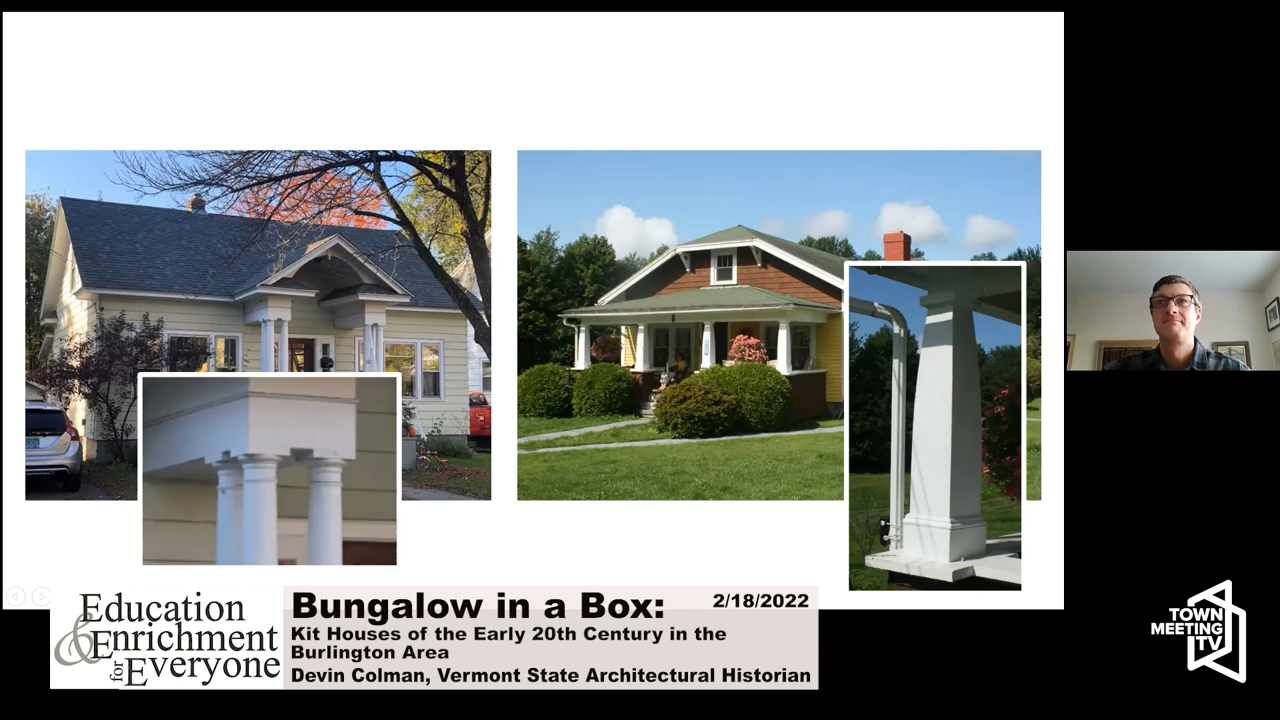 Education
& Enrichment
for Everyone
Bungalow in a Box:
2/18/2022
Kit Houses of the Early 20th Century in the
Burlington Area
Devin Colman, Vermont State Architectural Historian
TOWN
MEETING
TV